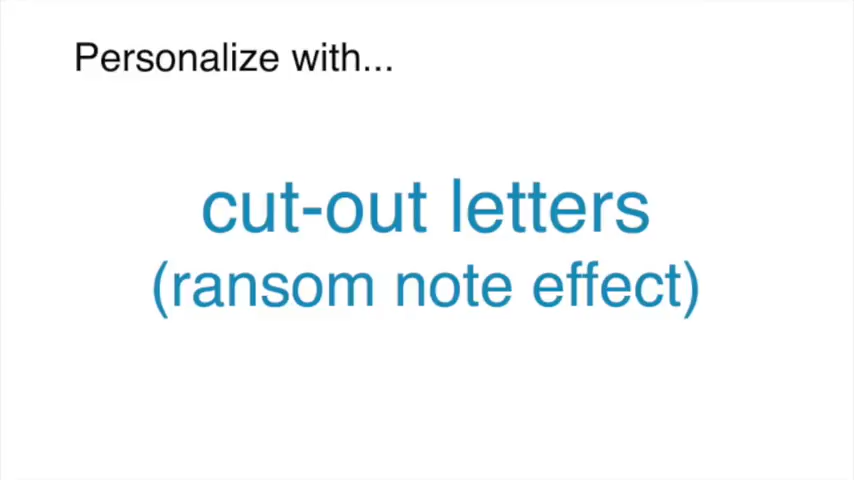 Personalize with...
cut-out letters
(ransom note effect)